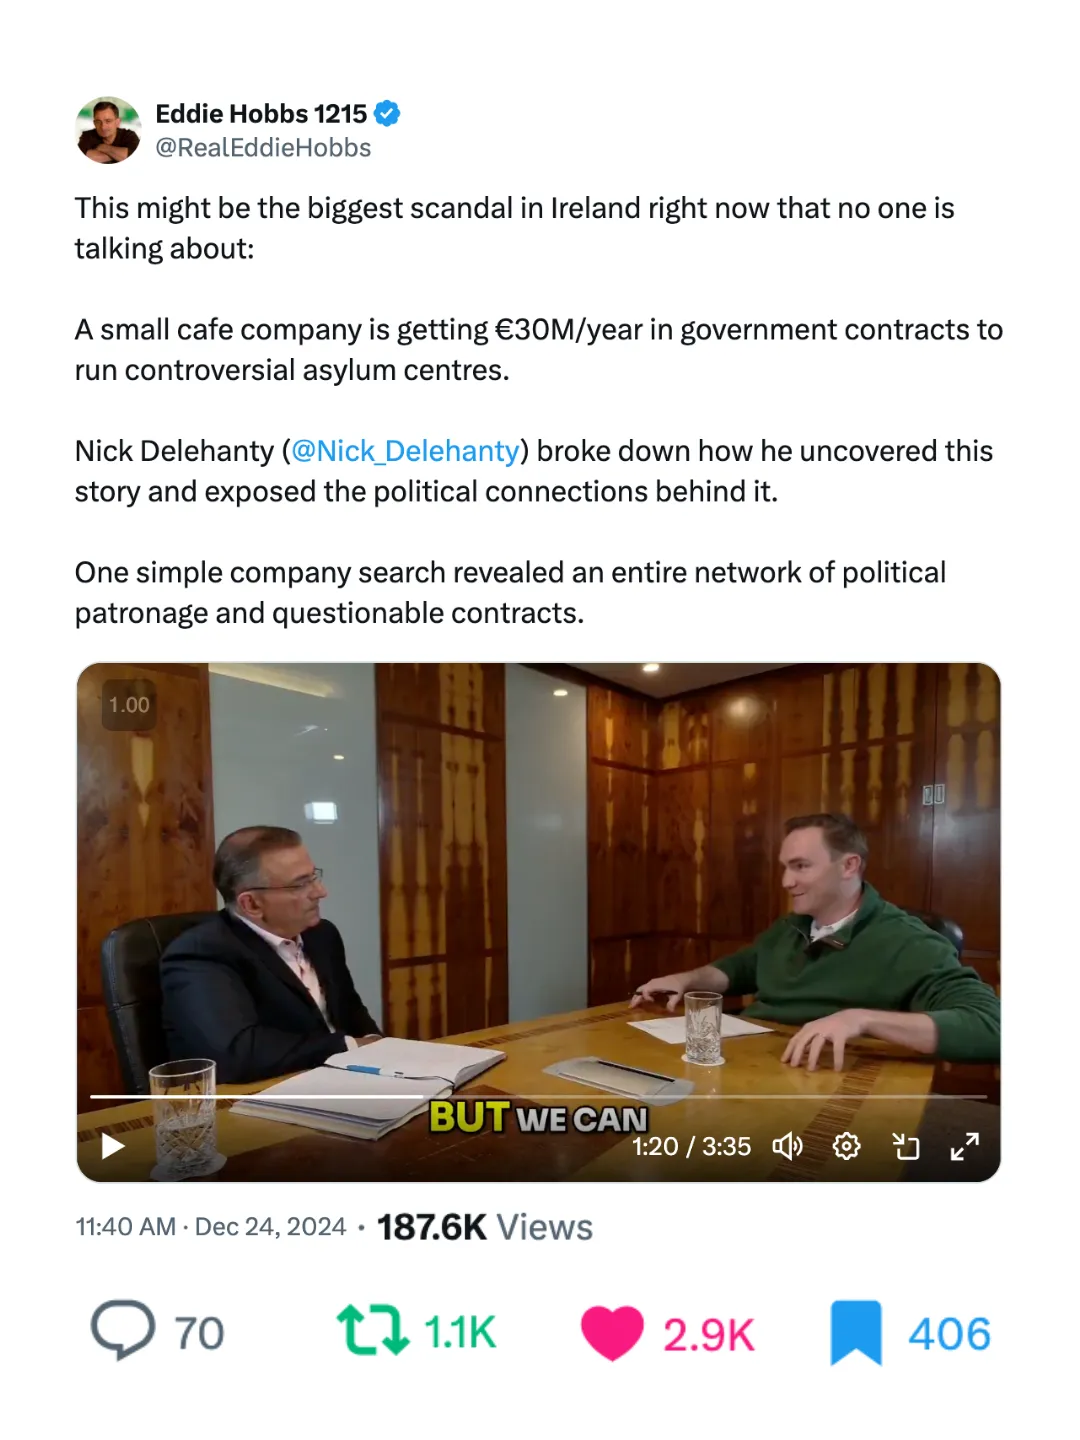 Eddie Hobbs 1215
@RealEddieHobbs
This might be the biggest scandal in Ireland right now that no one is
talking about:
A small cafe company is getting €30M/year in government contracts to
run controversial asylum centres.
Nick Delehanty (@Nick_Delehanty) broke down how he uncovered this
story and exposed the political connections behind it.
One simple company search revealed an entire network of political
patronage and questionable contracts.
1.00
BUT WE CAN
1:20 / 3:35
11:40 AM · Dec 24, 2024 · 187.6K Views
70 1.1K 2.9K 406